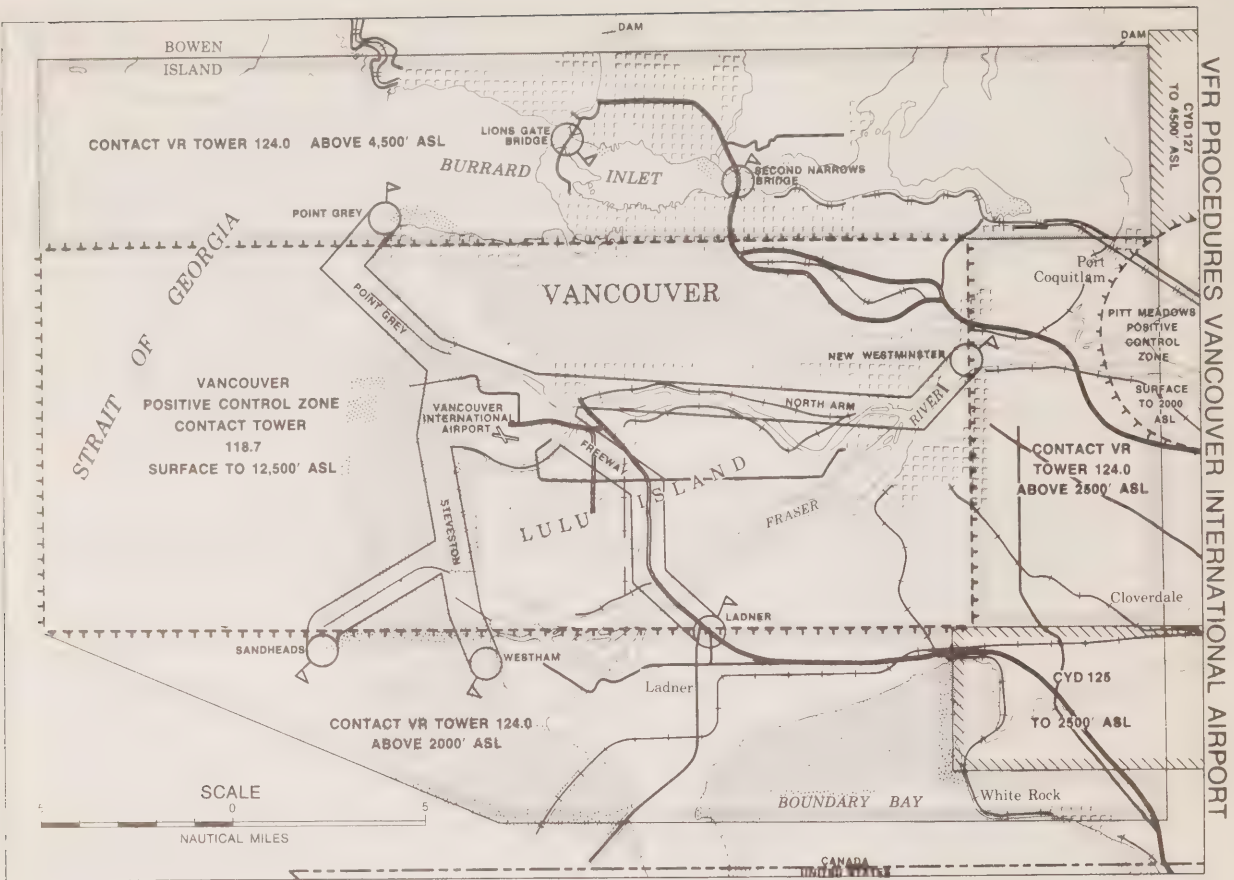 VFR PROCEDURES VANCOUVER INTERNATIONAL AIRPORT
BOWEN
ISLAND
DAM
DAM
CYD 127
TO 4500'
ASL
CONTACT VR TOWER 124.0 ABOVE 4,500' ASL
LIONS GATE
BRIDGE
BURRARD INLET
SECOND NARROWS
BRIDGE
POINT GREY
STRAIT OF GEORGIA
POINT GREY
VANCOUVER
Port
Coquitlam
PITT MEADOWS
POSITIVE
CONTROL
ZONE
SURFACE
TO 2000
ASL
NEW WESTMINSTER
VANCOUVER
POSITIVE CONTROL ZONE
CONTACT TOWER
118.7
SURFACE TO 12,500' ASL
VANCOUVER
INTERNATIONAL
AIRPORT
NORTH ARM
RIVER
FREEWAY
LULU ISLAND
FRASER
CONTACT VR
TOWER 124.0
ABOVE 2500' ASL
STEVESTON
Cloverdale
SANDHEADS
WESTHAM
LADNER
Ladner
CYD 125
TO 2500' ASL
CONTACT VR TOWER 124.0
ABOVE 2000' ASL
SCALE
5 0 5
NAUTICAL MILES
BOUNDARY BAY
White Rock
CANADA
UNITED STATES